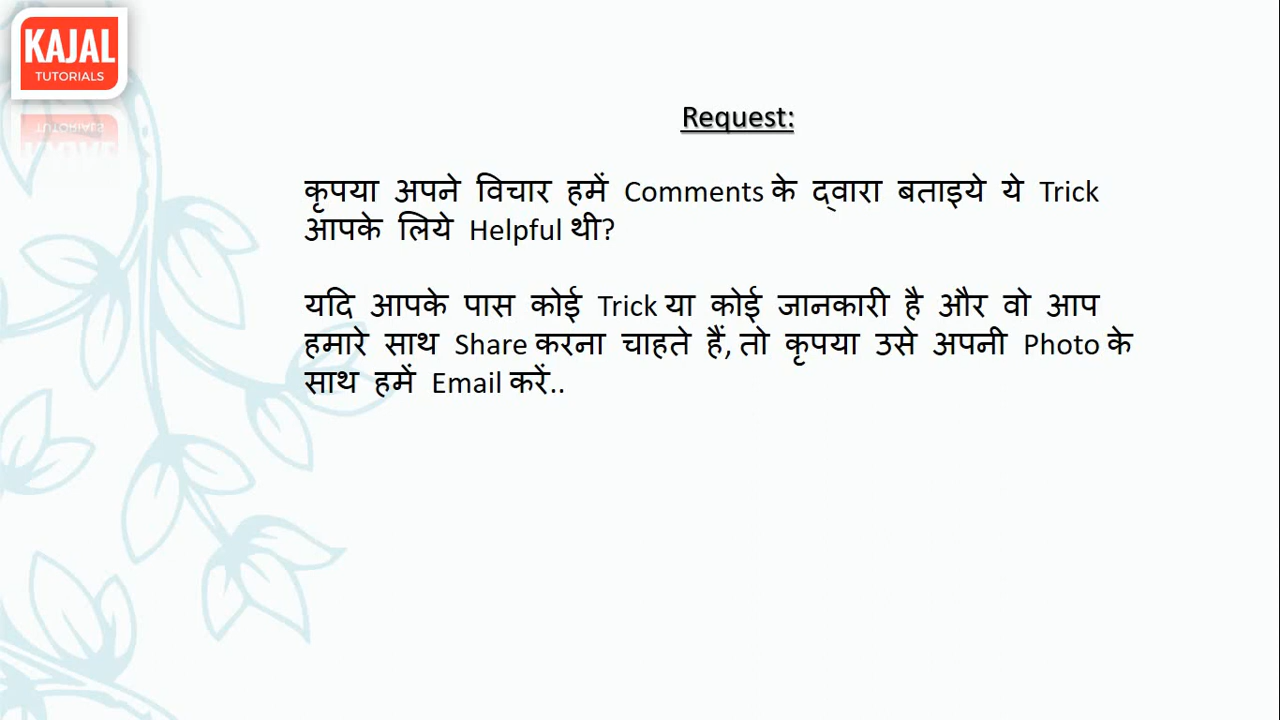 KAJAL
TUTORIALS
Request:
कृपया अपने विचार हमें Comments के द्वारा बताइये ये Trick
आपके लिये Helpful थी?
यदि आपके पास कोई Trick या कोई जानकारी है और वो आप
हमारे साथ Share करना चाहते हैं, तो कृपया उसे अपनी Photo के
साथ हमें Email करें..